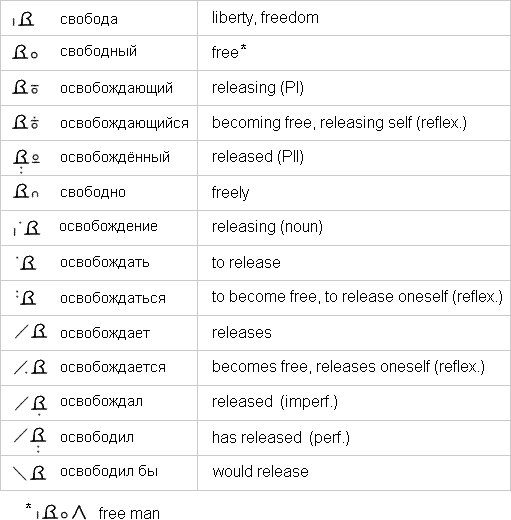 свобода liberty, freedom
свободный free*
освобождающий releasing (PI)
освобождающийся becoming free, releasing self (reflex.)
освобождённый released (PII)
свободно freely
освобождение releasing (noun)
освобождать to release
освобождаться to become free, to release oneself (reflex.)
освобождает releases
освобождается becomes free, releases oneself (reflex.)
освобождал released (imperf.)
освободил has released (perf.)
освободил бы would release
* free man